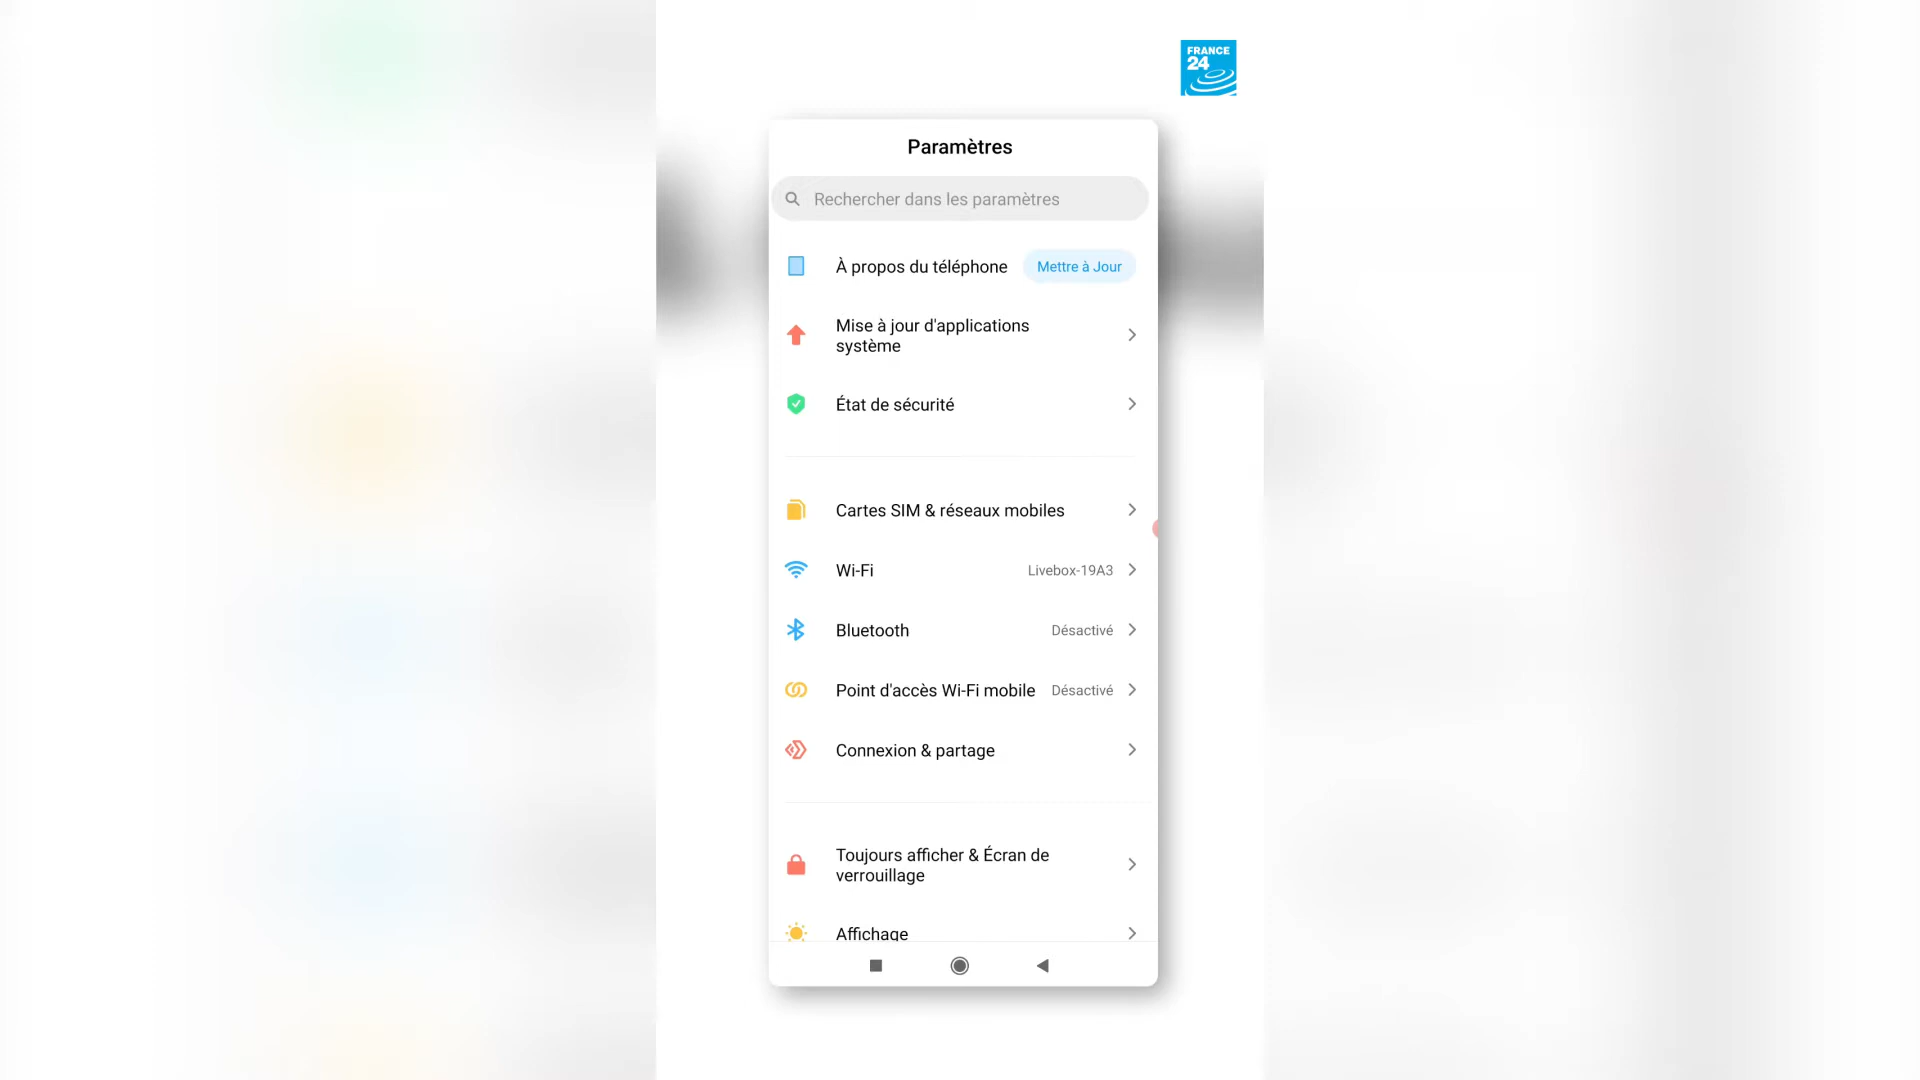 FRANCE
24
Paramètres
Rechercher dans les paramètres
À propos du téléphone Mettre à Jour
Mise à jour d'applications
système
État de sécurité
Cartes SIM & réseaux mobiles
Wi-Fi Livebox-19A3
Bluetooth Désactivé
Point d'accès Wi-Fi mobile Désactivé
Connexion & partage
Toujours afficher & Écran de
verrouillage
Affichage